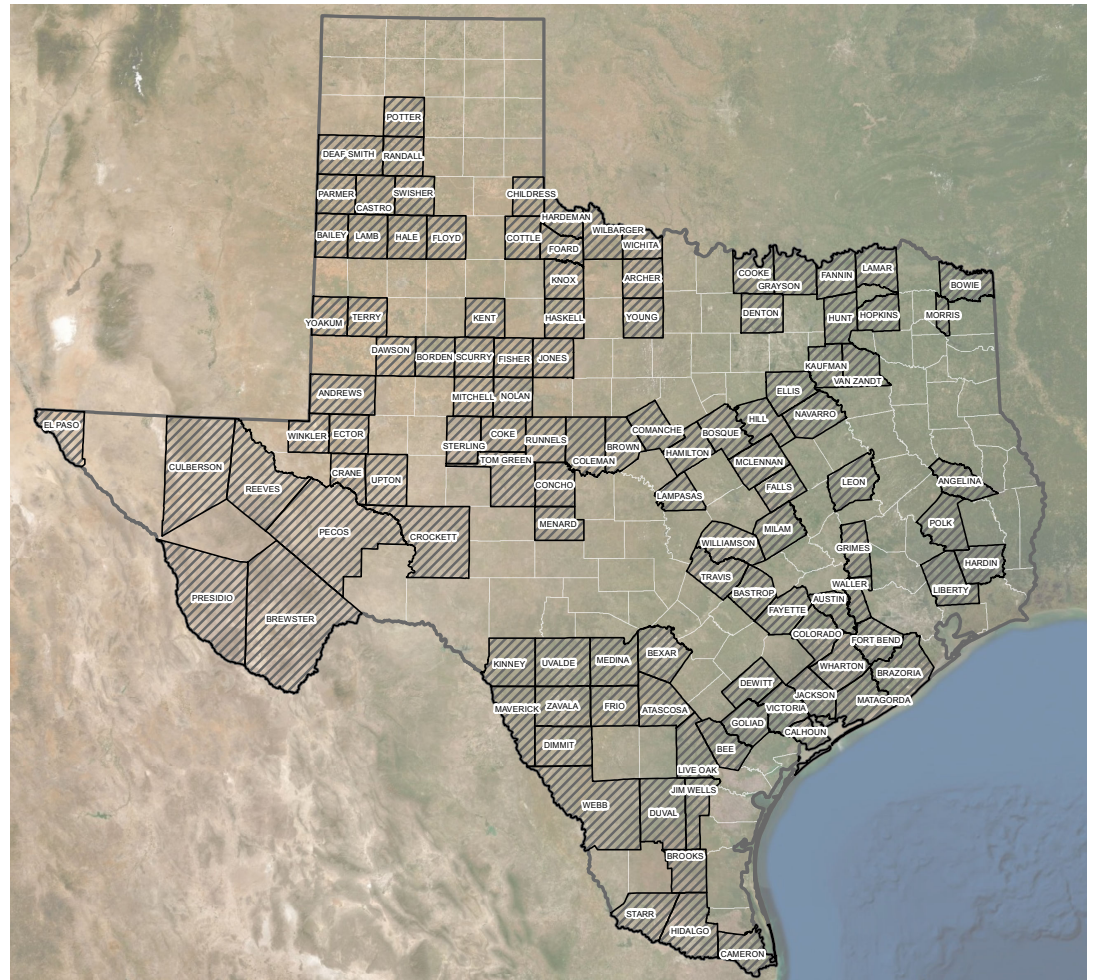 POTTER
DEAF SMITH
RANDALL
PARMER
SWISHER
CHILDRESS
CASTRO
HARDEMAN
BAILEY
LAMB
HALE
FLOYD
COTTLE
WILBARGER
FOARD
WICHITA
COOKE
GRAYSON
FANNIN
LAMAR
BOWIE
KNOX
ARCHER
YOAKUM
TERRY
KENT
HASKELL
YOUNG
DENTON
HUNT
HOPKINS
MORRIS
DAWSON
BORDEN
SCURRY
FISHER
JONES
KAUFMAN
VAN ZANDT
ANDREWS
MITCHELL
NOLAN
ELLIS
EL PASO
WINKLER
ECTOR
STERLING
COKE
RUNNELS
COLEMAN
BROWN
COMANCHE
HAMILTON
BOSQUE
HILL
NAVARRO
TOM GREEN
CULBERSON
REEVES
CRANE
UPTON
CONCHO
LAMPASAS
MCLENNAN
FALLS
LEON
ANGELINA
PECOS
CROCKETT
MENARD
WILLIAMSON
MILAM
GRIMES
POLK
HARDIN
PRESIDIO
BREWSTER
TRAVIS
BASTROP
FAYETTE
AUSTIN
WALLER
LIBERTY
COLORADO
FORT BEND
KINNEY
UVALDE
MEDINA
BEXAR
WHARTON
BRAZORIA
MAVERICK
ZAVALA
FRIO
ATASCOSA
DEWITT
JACKSON
MATAGORDA
GOLIAD
VICTORIA
CALHOUN
DIMMIT
BEE
LIVE OAK
WEBB
DUVAL
JIM WELLS
BROOKS
STARR
HIDALGO
CAMERON